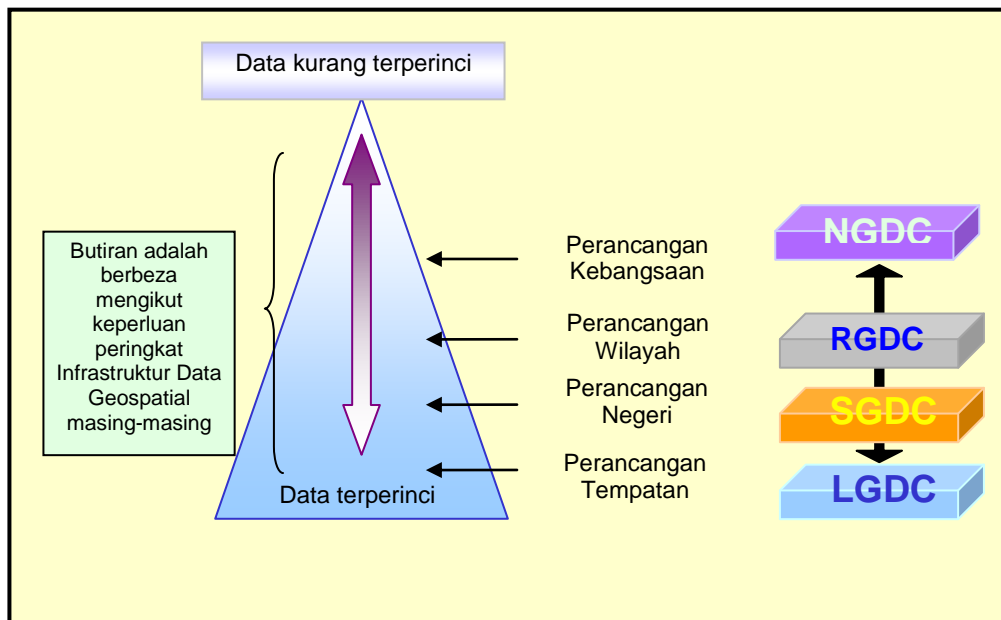 Data kurang terperinci
Butiran adalah
berbeza
mengikut
keperluan
peringkat
Infrastruktur Data
Geospatial
masing-masing
Data terperinci
Perancangan
Kebangsaan
Perancangan
Wilayah
Perancangan
Negeri
Perancangan
Tempatan
NGDC
RGDC
SGDC
LGDC